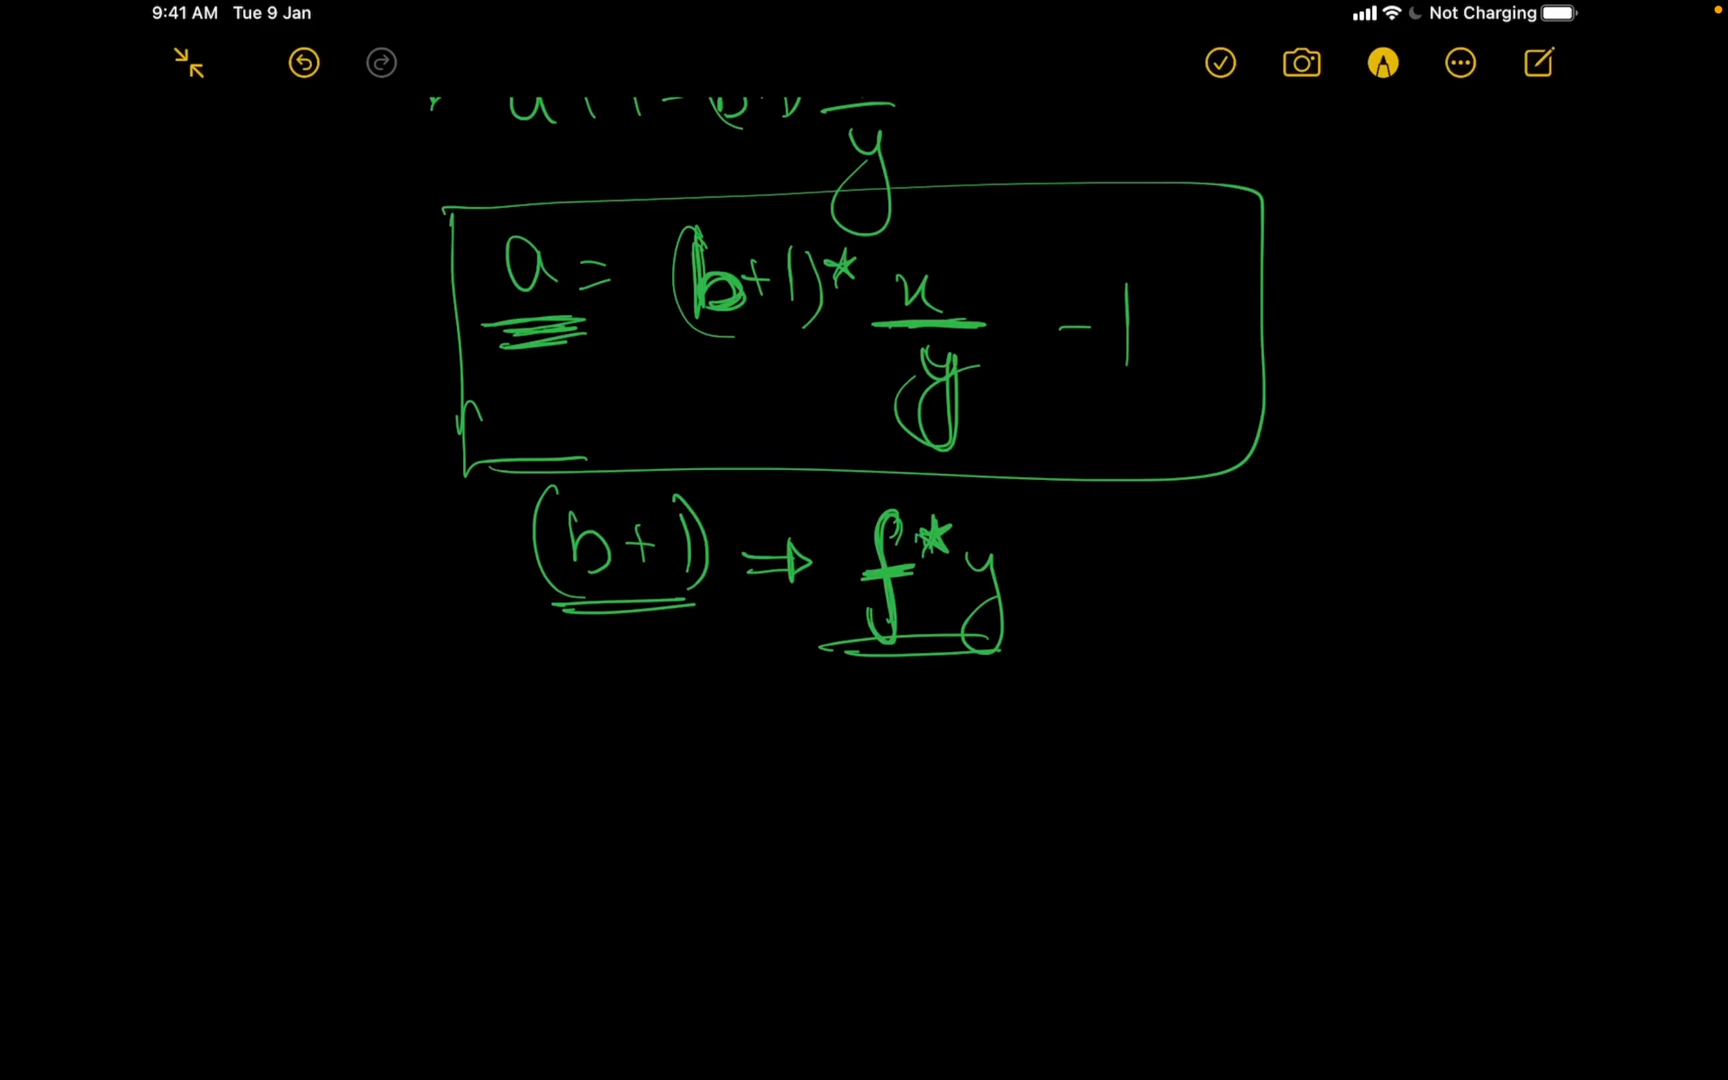 9:41 AM Tue 9 Jan Not Charging
y
a = (b+1)* x/y - 1
(b+1) ⇒ f*y